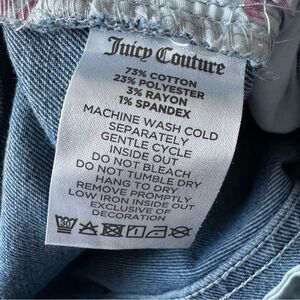 Juicy Couture
73% COTTON
23% POLYESTER
3% RAYON
1% SPANDEX
MACHINE WASH COLD
SEPARATELY
GENTLE CYCLE
INSIDE OUT
DO NOT BLEACH
DO NOT TUMBLE DRY
HANG TO DRY
REMOVE PROMPTLY
LOW IRON INSIDE OUT
EXCLUSIVE OF
DECORATION